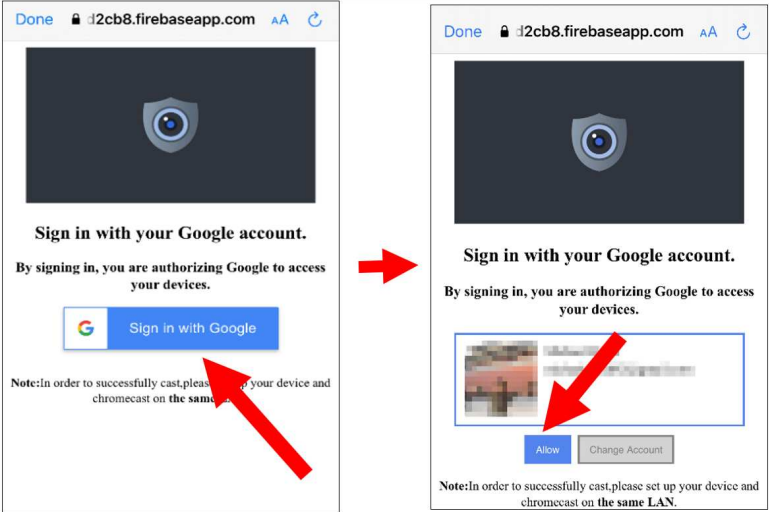 Done d2cb8.firebaseapp.com AA
Sign in with your Google account.
By signing in, you are authorizing Google to access
your devices.
G Sign in with Google
Note:In order to successfully cast,please up your device and
chromecast on the same
Done d2cb8.firebaseapp.com AA
Sign in with your Google account.
By signing in, you are authorizing Google to access
your devices.
Allow Change Account
Note:In order to successfully cast,please set up your device and
chromecast on the same LAN.